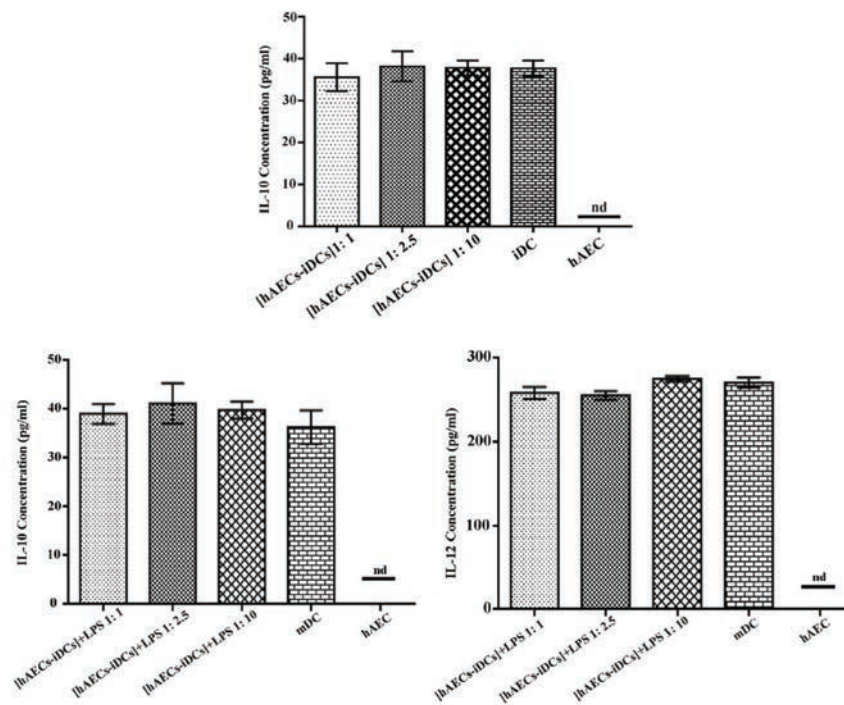 IL-10 Concentration (pg/ml)
50
40
30
20
10
0
nd
[hAECs-iDCs]1: 1
[hAECs-iDCs] 1: 2.5
[hAECs-iDCs] 1: 10
iDC
hAEC
IL-10 Concentration (pg/ml)
50
40
30
20
10
0
nd
[hAECs-iDCs]+LPS 1: 1
[hAECs-iDCs]+LPS 1: 2.5
[hAECs-iDCs]+LPS 1: 10
mDC
hAEC
IL-12 Concentration (pg/ml)
300
200
100
0
nd
[hAECs-iDCs]+LPS 1: 1
[hAECs-iDCs]+LPS 1: 2.5
[hAECs-iDCs]+LPS 1: 10
mDC
hAEC